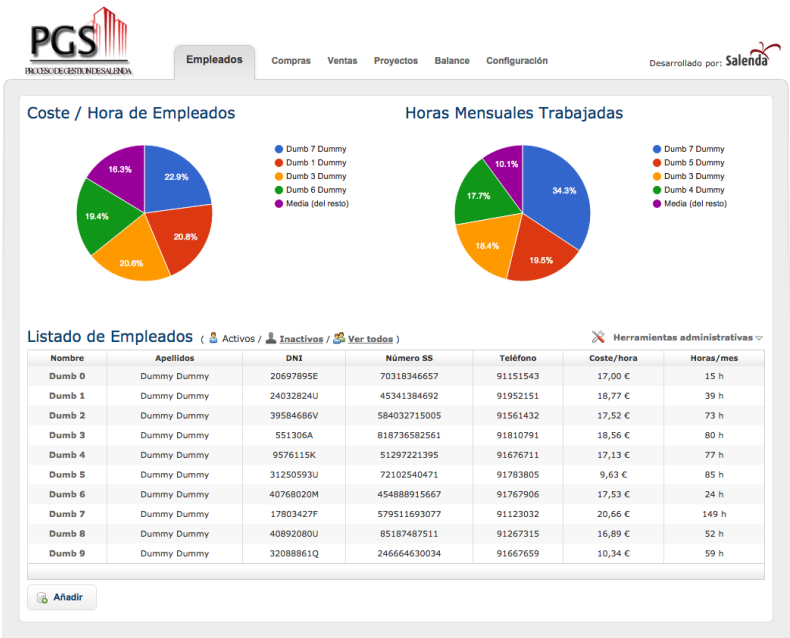 PGS
PROCESO DE GESTION DE SALENDA
Empleados Compras Ventas Proyectos Balance Configuración
Desarrollado por: Salenda
Coste / Hora de Empleados
22.9%
20.8%
20.6%
19.4%
16.3%
Dumb 7 Dummy
Dumb 1 Dummy
Dumb 3 Dummy
Dumb 6 Dummy
Media (del resto)
Horas Mensuales Trabajadas
34.3%
19.5%
18.4%
17.7%
10.1%
Dumb 7 Dummy
Dumb 5 Dummy
Dumb 3 Dummy
Dumb 4 Dummy
Media (del resto)
Listado de Empleados ( Activos / Inactivos / Ver todos )
Herramientas administrativas
Nombre Apellidos DNI Número SS Teléfono Coste/hora Horas/mes
Dumb 0 Dummy Dummy 20697895E 70318346657 91151543 17,00 € 15 h
Dumb 1 Dummy Dummy 24032824U 45341384692 91952151 18,77 € 39 h
Dumb 2 Dummy Dummy 39584686V 584032715005 91561432 17,52 € 73 h
Dumb 3 Dummy Dummy 551306A 818736582561 91810791 18,56 € 80 h
Dumb 4 Dummy Dummy 9576115K 51297221395 91676711 17,13 € 77 h
Dumb 5 Dummy Dummy 31250593U 72102540471 91783805 9,63 € 85 h
Dumb 6 Dummy Dummy 40768020M 454888915667 91767906 17,53 € 24 h
Dumb 7 Dummy Dummy 17803427F 579511693077 91123032 20,66 € 149 h
Dumb 8 Dummy Dummy 40892080U 85187487511 91267315 16,89 € 52 h
Dumb 9 Dummy Dummy 32088861Q 246664630034 91667659 10,34 € 59 h
Añadir